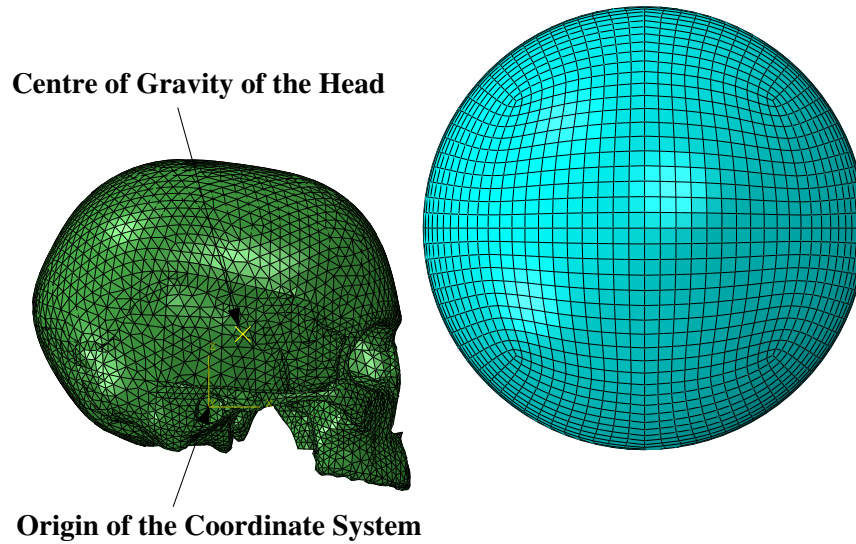 Centre of Gravity of the Head
Origin of the Coordinate System